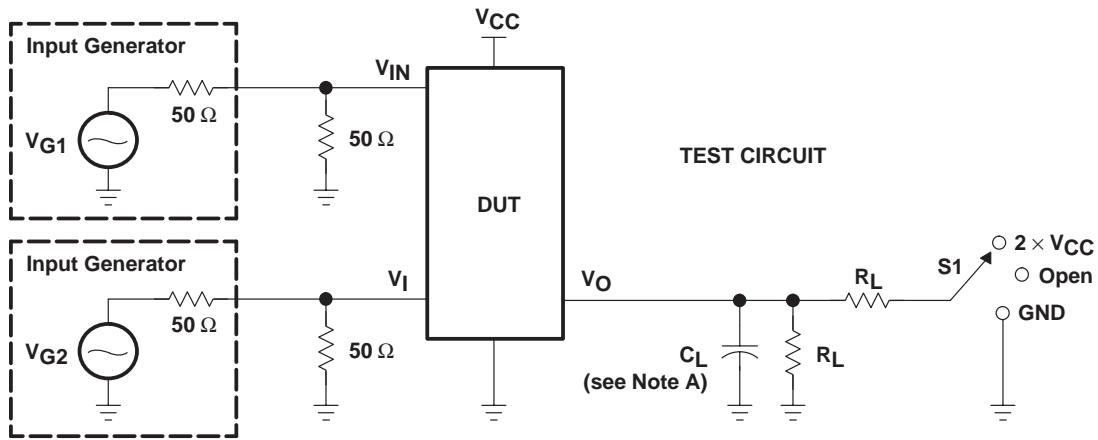 VCC
Input Generator
VIN
50 Ω
VG1
50 Ω
TEST CIRCUIT
DUT
Input Generator
2 × VCC
S1
VI
VO
RL
Open
50 Ω
GND
VG2
50 Ω
CL
RL
(see Note A)